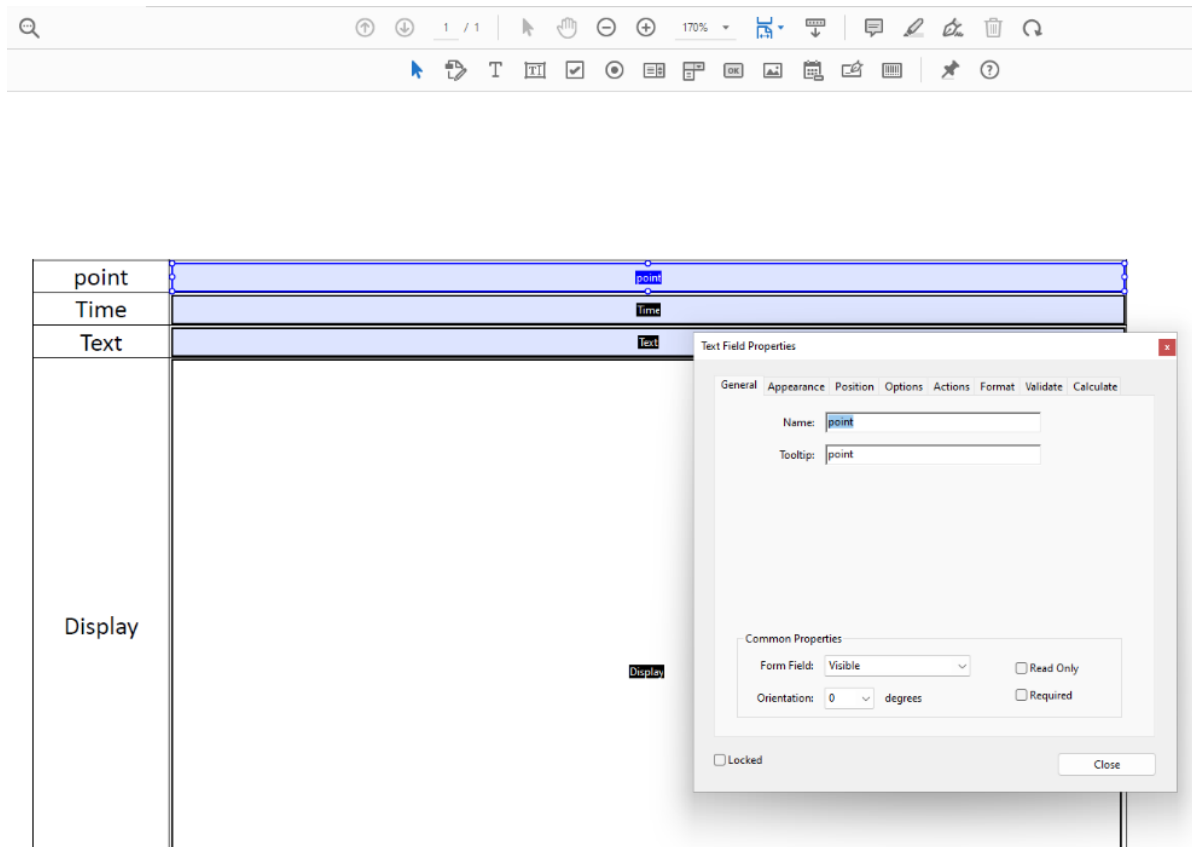 1 / 1
170%
T
TI
OK
point
point
Time
Time
Text
Text
Text Field Properties
x
General Appearance Position Options Actions Format Validate Calculate
Name: point
Tooltip: point
Display
Display
Common Properties
Form Field: Visible
Read Only
Orientation: 0 degrees
Required
Locked
Close